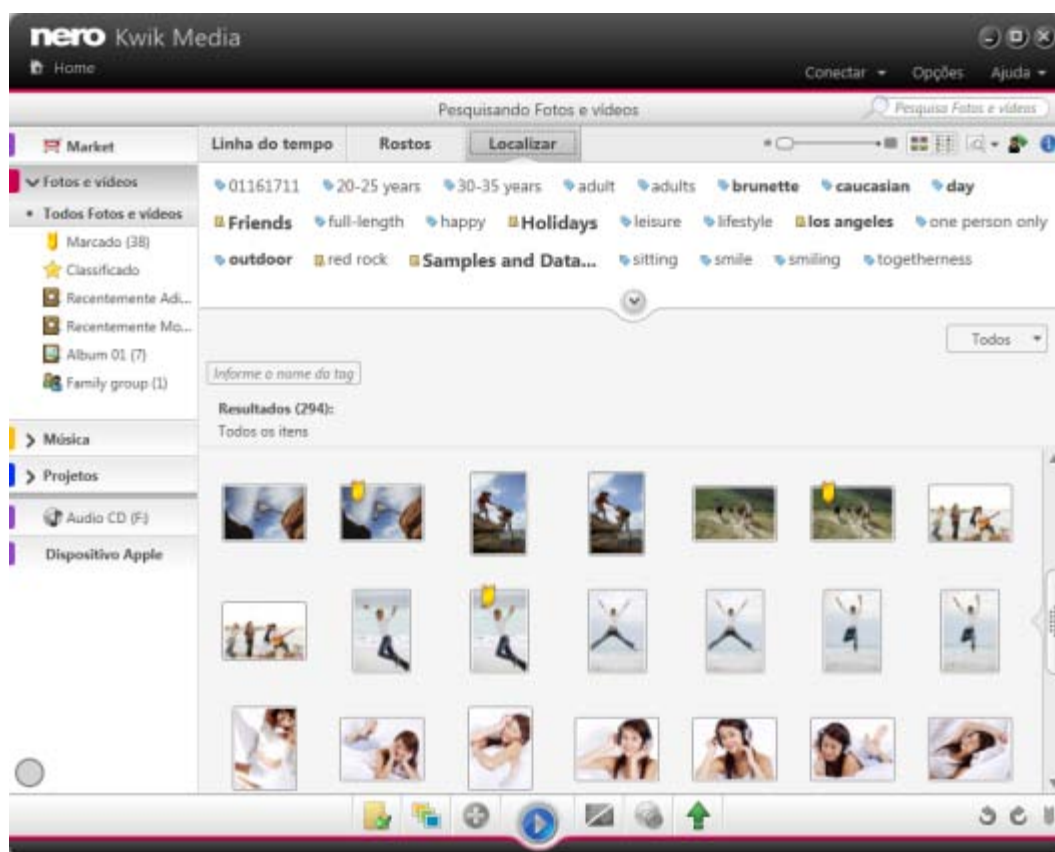 nero Kwik Media
Home
Conectar Opções Ajuda
Pesquisando Fotos e vídeos
Pesquisa Fotos e vídeos
Market
Linha do tempo Rostos Localizar
Fotos e vídeos
Todos Fotos e vídeos
Marcado (38)
Classificado
Recentemente Adi...
Recentemente Mo...
Album 01 (7)
Family group (1)
Música
Projetos
Audio CD (F:)
Dispositivo Apple
01161711 20-25 years 30-35 years adult adults brunette caucasian day
Friends full-length happy Holidays leisure lifestyle los angeles one person only
outdoor red rock Samples and Data... sitting smile smiling togetherness
Todos
Informe o nome da tag
Resultados (294):
Todos os itens